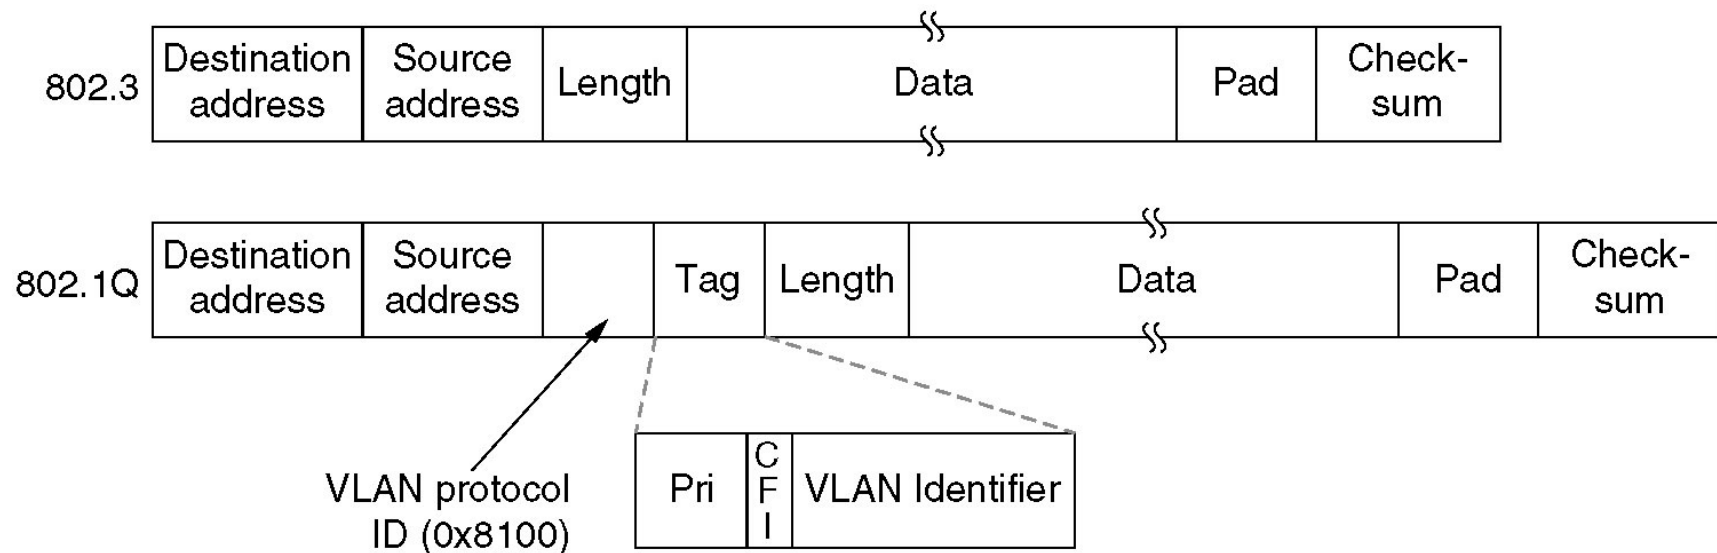 802.3
Destination
address
Source
address
Length
Data
Pad
Check-
sum
802.1Q
Destination
address
Source
address
Tag
Length
Data
Pad
Check-
sum
VLAN protocol
ID (0x8100)
Pri
C
F
I
VLAN Identifier